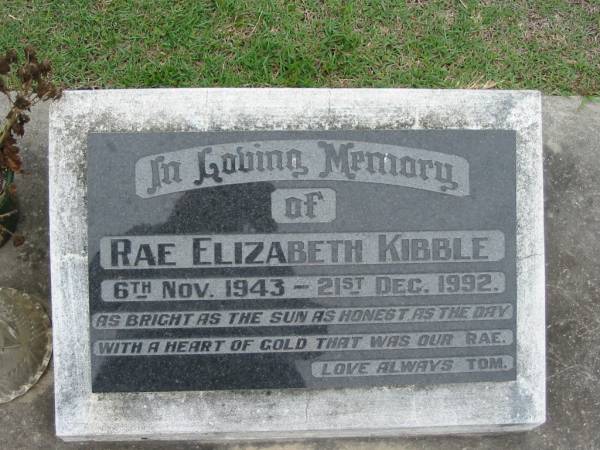 In Loving Memory
of
RAE ELIZABETH KIBBLE
6TH NOV. 1943 - 21ST DEC. 1992.
AS BRIGHT AS THE SUN AS HONEST AS THE DAY
WITH A HEART OF GOLD THAT WAS OUR RAE.
LOVE ALWAYS TOM.